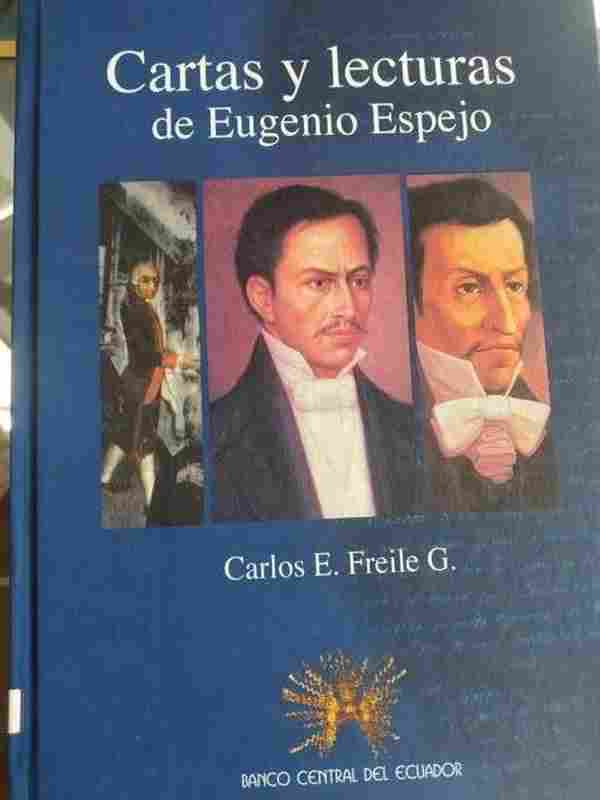 Cartas y lecturas
de Eugenio Espejo
Carlos E. Freile G.
BANCO CENTRAL DEL ECUADOR